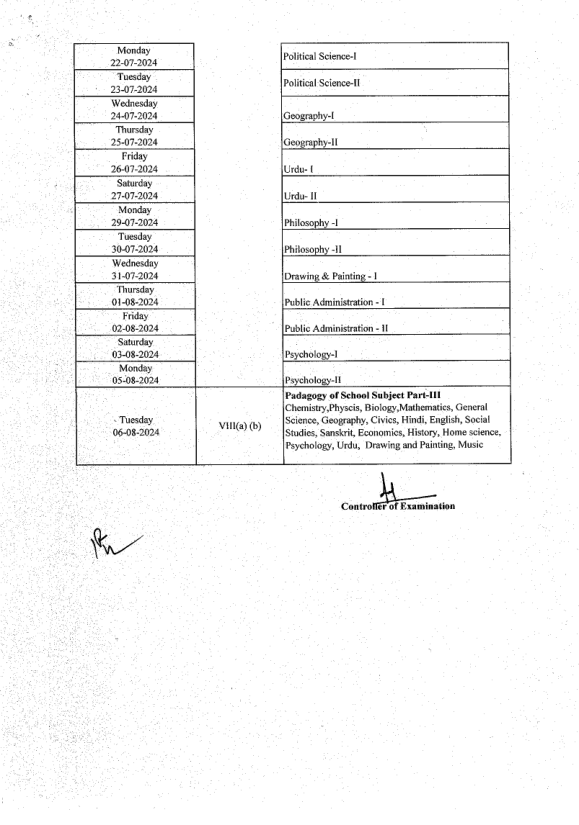 Monday
22-07-2024
Political Science-I
Tuesday
23-07-2024
Political Science-II
Wednesday
24-07-2024
Geography-I
Thursday
25-07-2024
Geography-II
Friday
26-07-2024
Urdu- I
Saturday
27-07-2024
Urdu- II
Monday
29-07-2024
Philosophy -I
Tuesday
30-07-2024
Philosophy -II
Wednesday
31-07-2024
Drawing & Painting - I
Thursday
01-08-2024
Public Administration - I
Friday
02-08-2024
Public Administration - II
Saturday
03-08-2024
Psychology-I
Monday
05-08-2024
Psychology-II
Tuesday
06-08-2024
VIII(a) (b)
Padagogy of School Subject Part-III
Chemistry,Physcis, Biology,Mathematics, General
Science, Geography, Civics, Hindi, English, Social
Studies, Sanskrit, Economics, History, Home science,
Psychology, Urdu, Drawing and Painting, Music
Controller of Examination